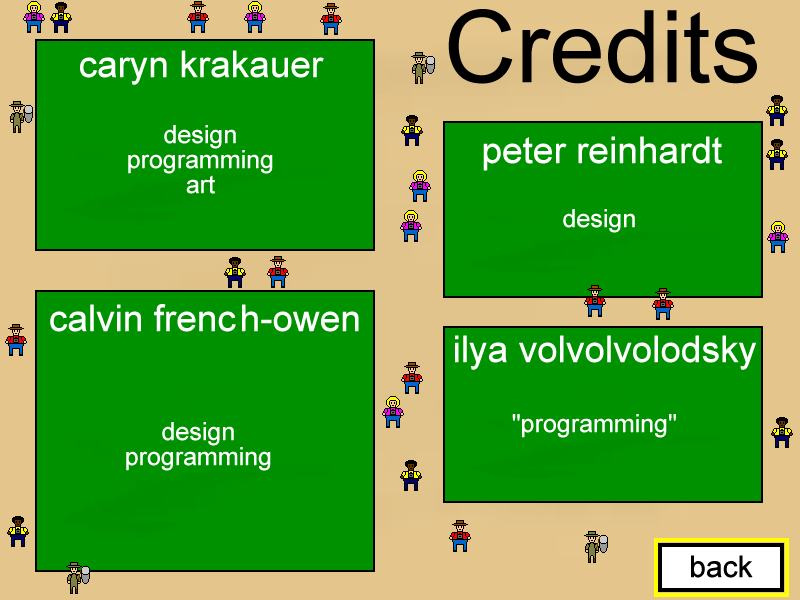 Credits
caryn krakauer
design
programming
art
peter reinhardt
design
calvin french-owen
design
programming
ilya volvolvolodsky
"programming"
back